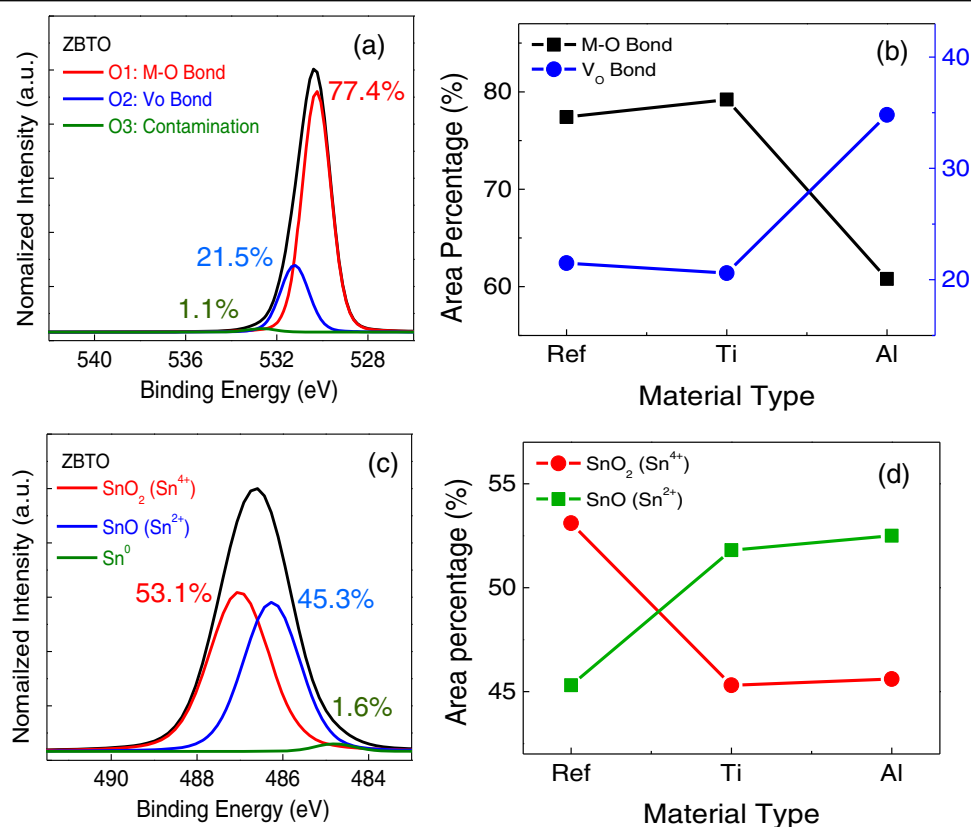 (a)
ZBTO
O1: M-O Bond
O2: Vo Bond
O3: Contamination
77.4%
21.5%
1.1%
Nomalized Intensity (a.u.)
540 536 532 528
Binding Energy (eV)
(b)
M-O Bond
V_O Bond
Area Percentage (%)
80
70
60
40
30
20
Ref Ti Al
Material Type
(c)
ZBTO
SnO₂ (Sn⁴⁺)
SnO (Sn²⁺)
Sn⁰
53.1%
45.3%
1.6%
Nomailzed Intensity (a.u.)
490 488 486 484
Binding Energy (eV)
(d)
SnO₂ (Sn⁴⁺)
SnO (Sn²⁺)
Area percentage (%)
55
50
45
Ref Ti Al
Material Type